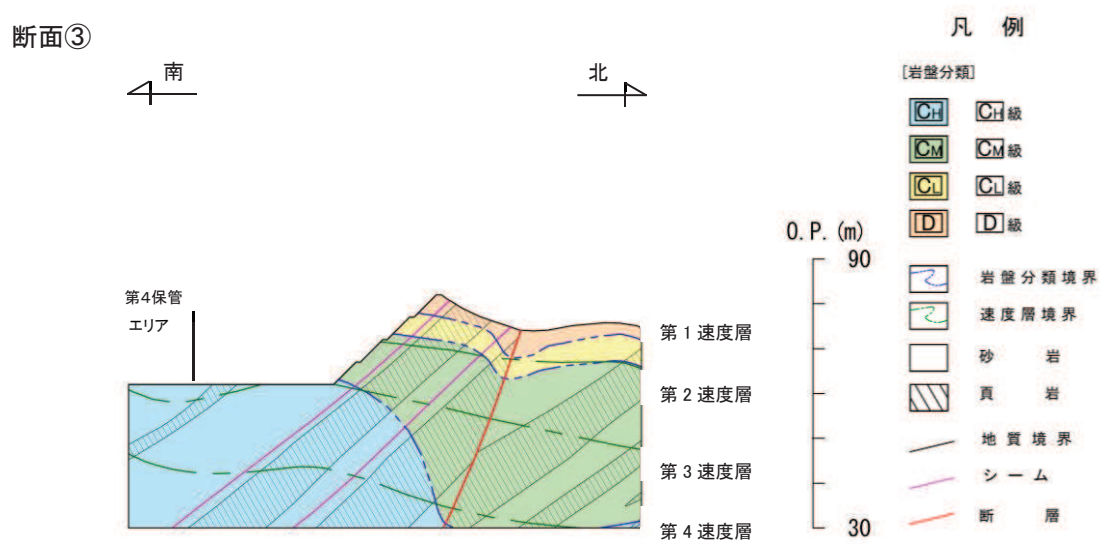 断面③
南
北
第4保管
エリア
第1速度層
第2速度層
第3速度層
第4速度層
O.P.(m)
90
30
凡 例
[岩盤分類]
CH CH級
CM CM級
CL CL級
D D級
岩盤分類境界
速度層境界
砂 岩
頁 岩
地質境界
シーム
断 層